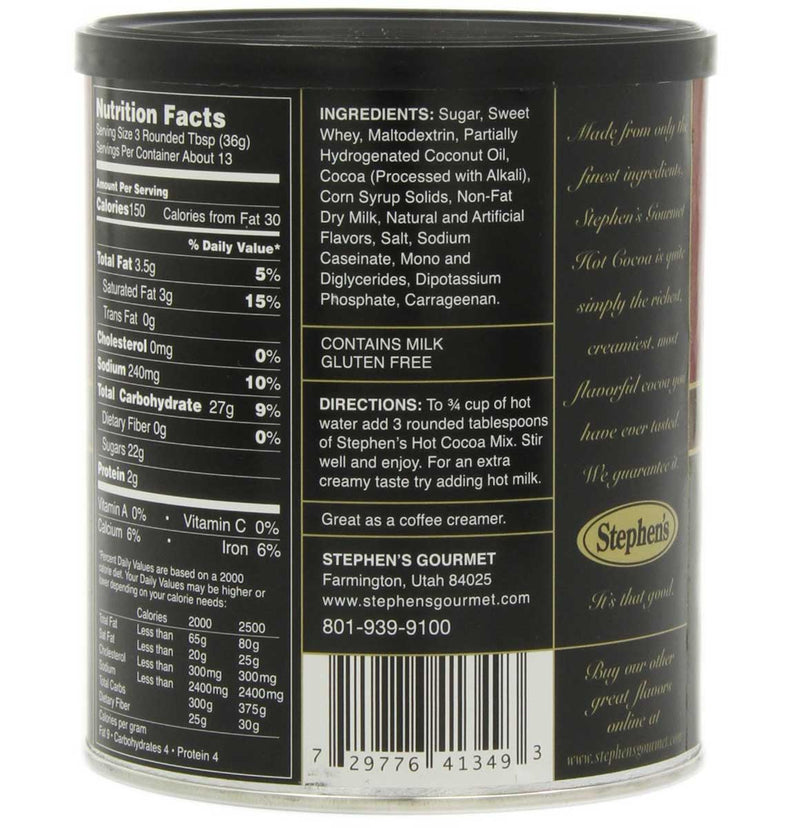 Nutrition Facts
Serving Size 3 Rounded Tbsp (36g)
Servings Per Container About 13
Amount Per Serving
Calories150 Calories from Fat 30
% Daily Value*
Total Fat 3.5g 5%
Saturated Fat 3g 15%
Trans Fat 0g
Cholesterol 0mg 0%
Sodium 240mg 10%
Total Carbohydrate 27g 9%
Dietary Fiber 0g 0%
Sugars 22g
Protein 2g
Vitamin A 0% • Vitamin C 0%
Calcium 6% • Iron 6%
*Percent Daily Values are based on a 2000
calorie diet. Your Daily Values may be higher or
lower depending on your calorie needs:
Calories 2000 2500
Total Fat Less than 65g 80g
Sat Fat Less than 20g 25g
Cholesterol Less than 300mg 300mg
Sodium Less than 2400mg 2400mg
Total Carbs 300g 375g
Dietary Fiber 25g 30g
Calories per gram
Fat 9 • Carbohydrates 4 • Protein 4
INGREDIENTS: Sugar, Sweet
Whey, Maltodextrin, Partially
Hydrogenated Coconut Oil,
Cocoa (Processed with Alkali),
Corn Syrup Solids, Non-Fat
Dry Milk, Natural and Artificial
Flavors, Salt, Sodium
Caseinate, Mono and
Diglycerides, Dipotassium
Phosphate, Carrageenan.
CONTAINS MILK
GLUTEN FREE
DIRECTIONS: To ¾ cup of hot
water add 3 rounded tablespoons
of Stephen's Hot Cocoa Mix. Stir
well and enjoy. For an extra
creamy taste try adding hot milk.
Great as a coffee creamer.
STEPHEN'S GOURMET
Farmington, Utah 84025
www.stephensgourmet.com
801-939-9100
7 29776 41349 3
Made from only the
finest ingredients,
Stephen's Gourmet
Hot Cocoa is quite
simply the richest,
creamiest, most
flavorful cocoa you
have ever tasted.
We guarantee it.
Stephen's
It's that good.
Buy our other
great flavors
online at
www.stephensgourmet.com